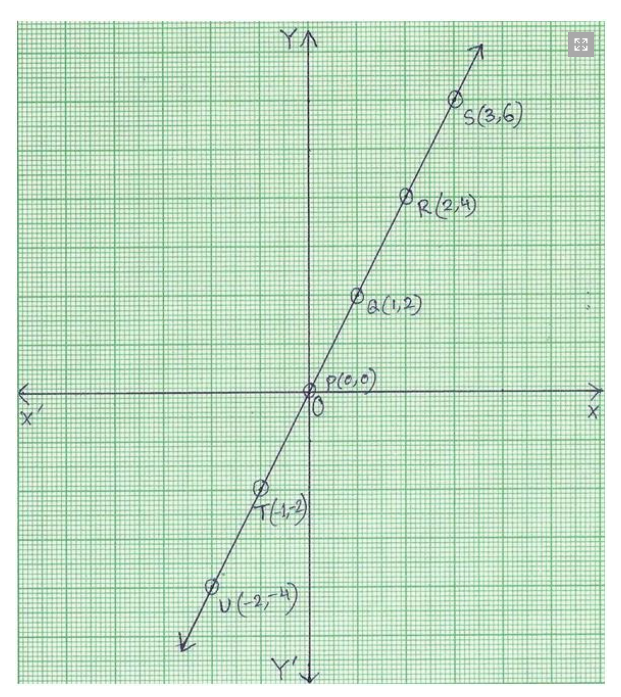 Y
S(3,6)
R(2,4)
Q(1,2)
P(0,0)
X'
O
X
T(-1,-2)
U(-2,-4)
Y'